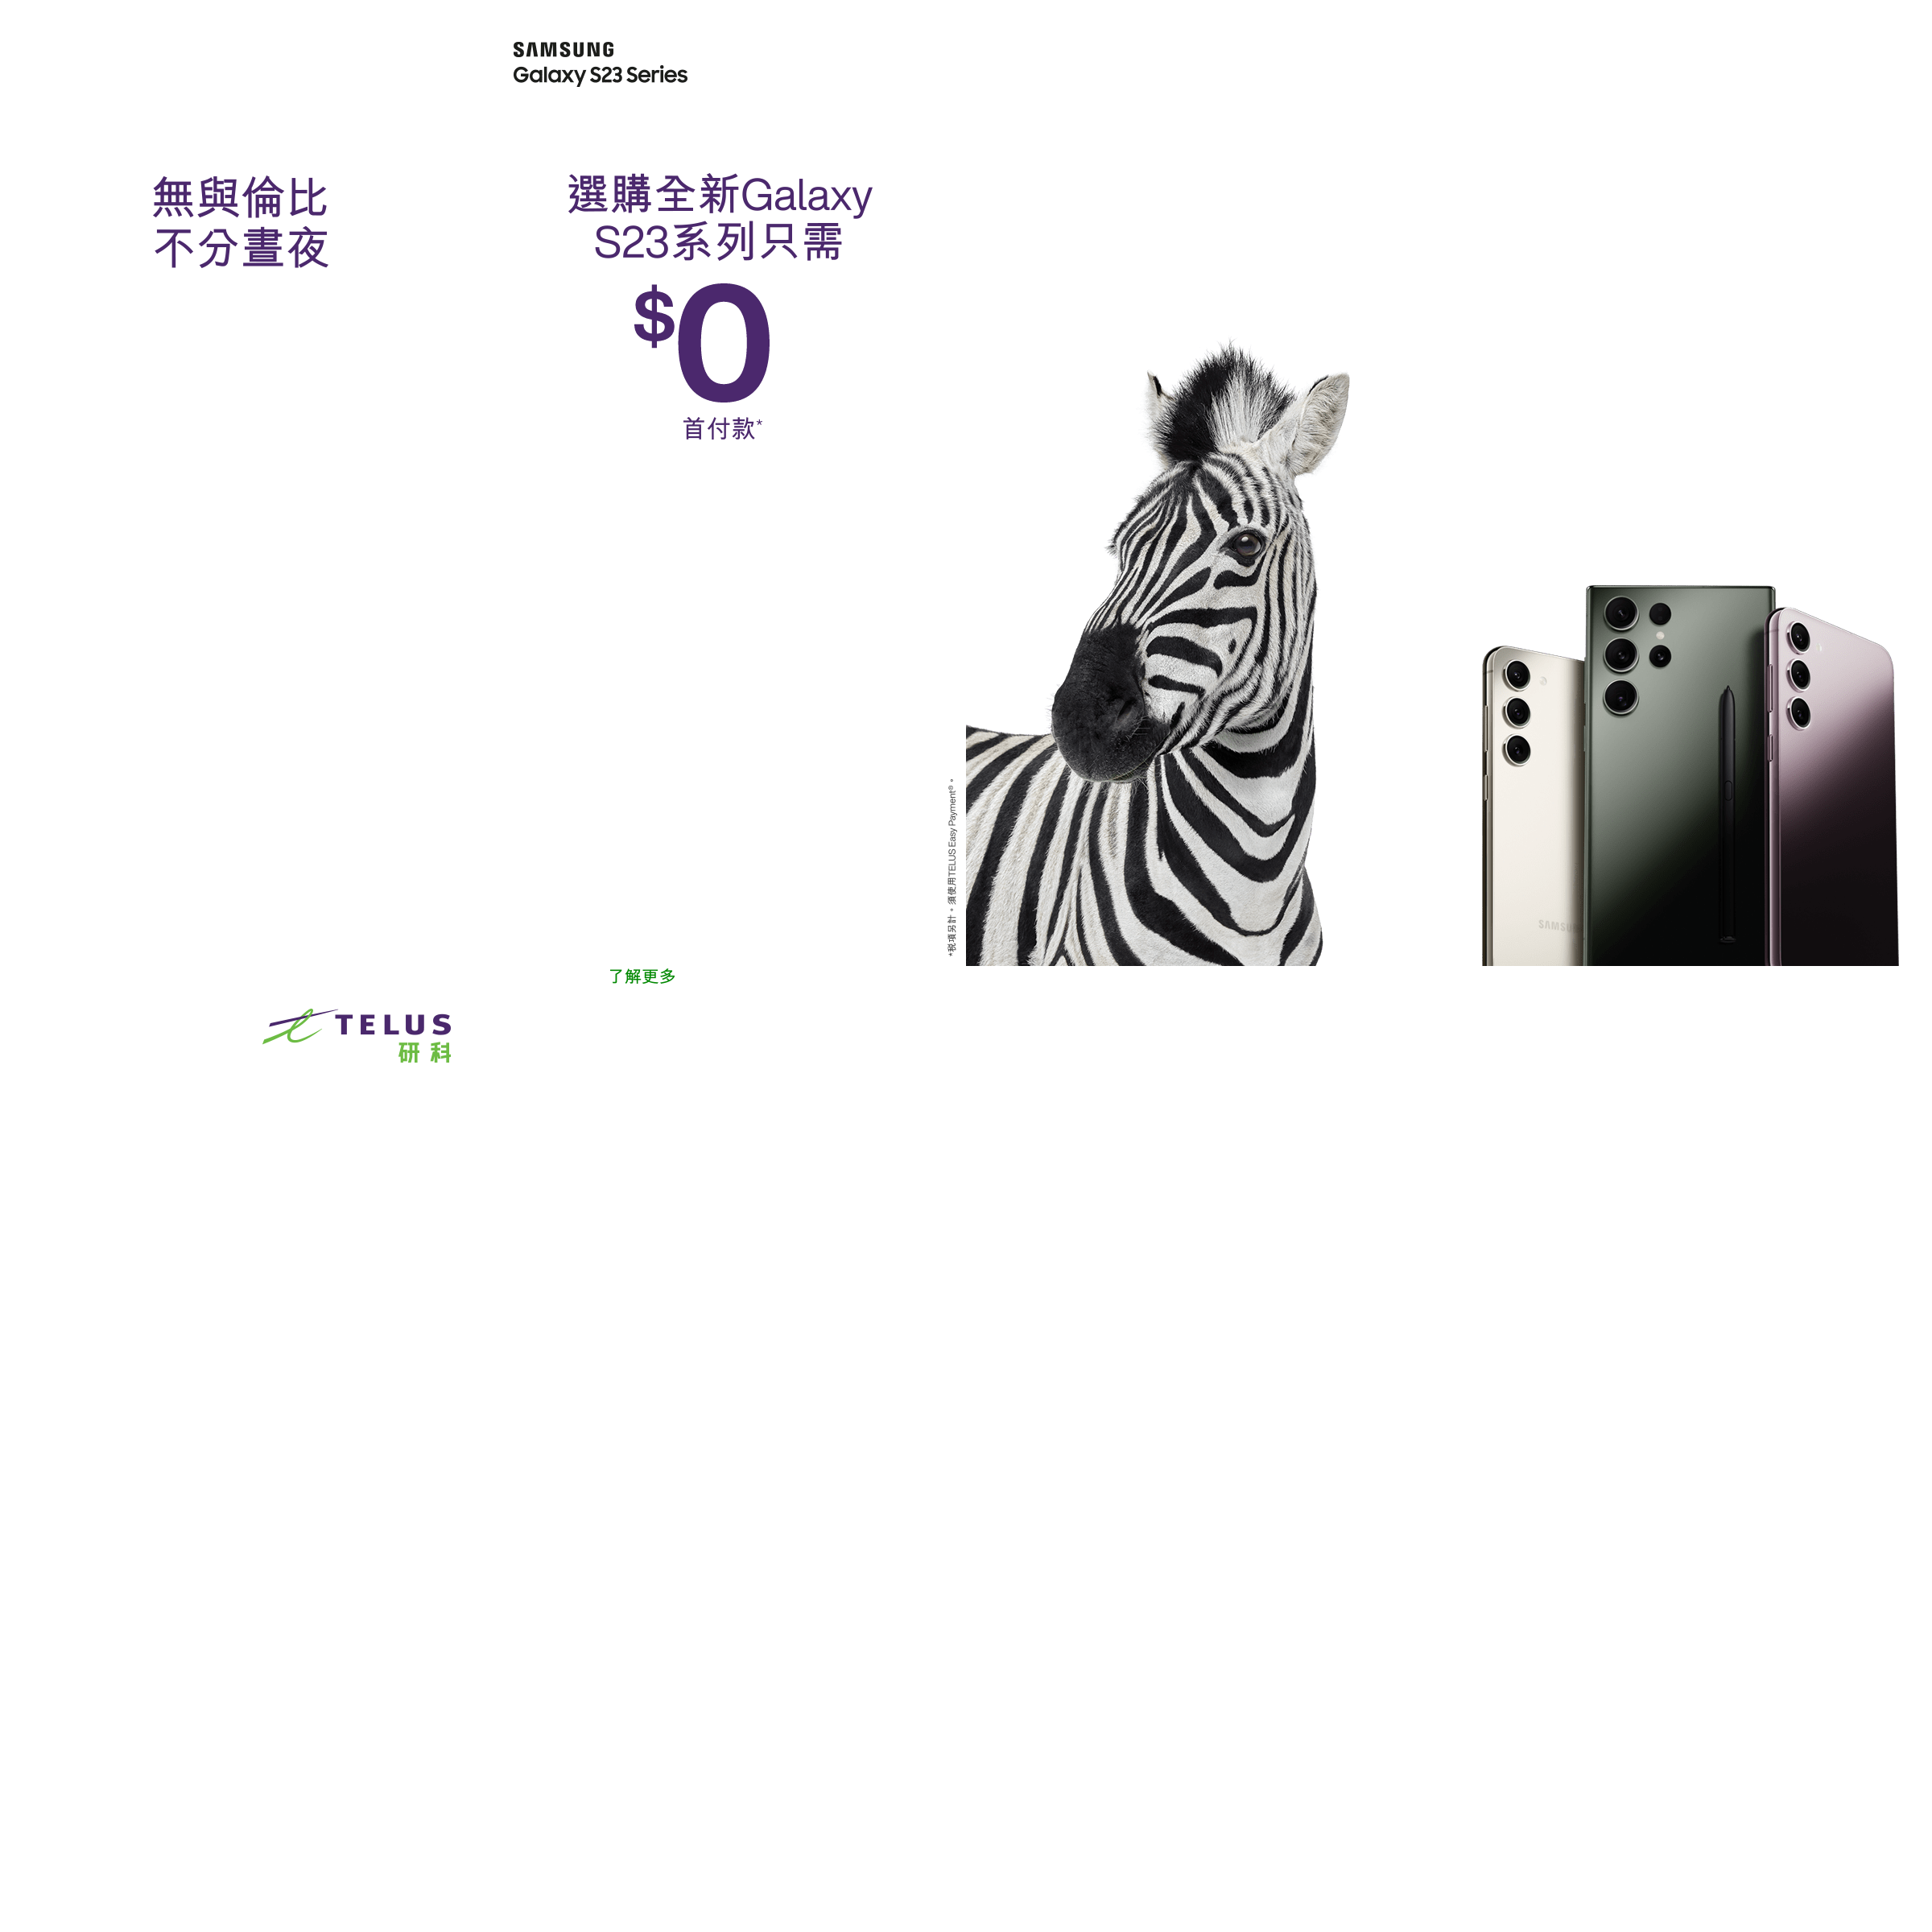 SAMSUNG
Galaxy S23 Series
無與倫比
不分晝夜
選購全新Galaxy
S23系列只需
$0
首付款*
*税項另計。須使用TELUS Easy Payment®。
SAMSUNG
了解更多
TELUS
研科